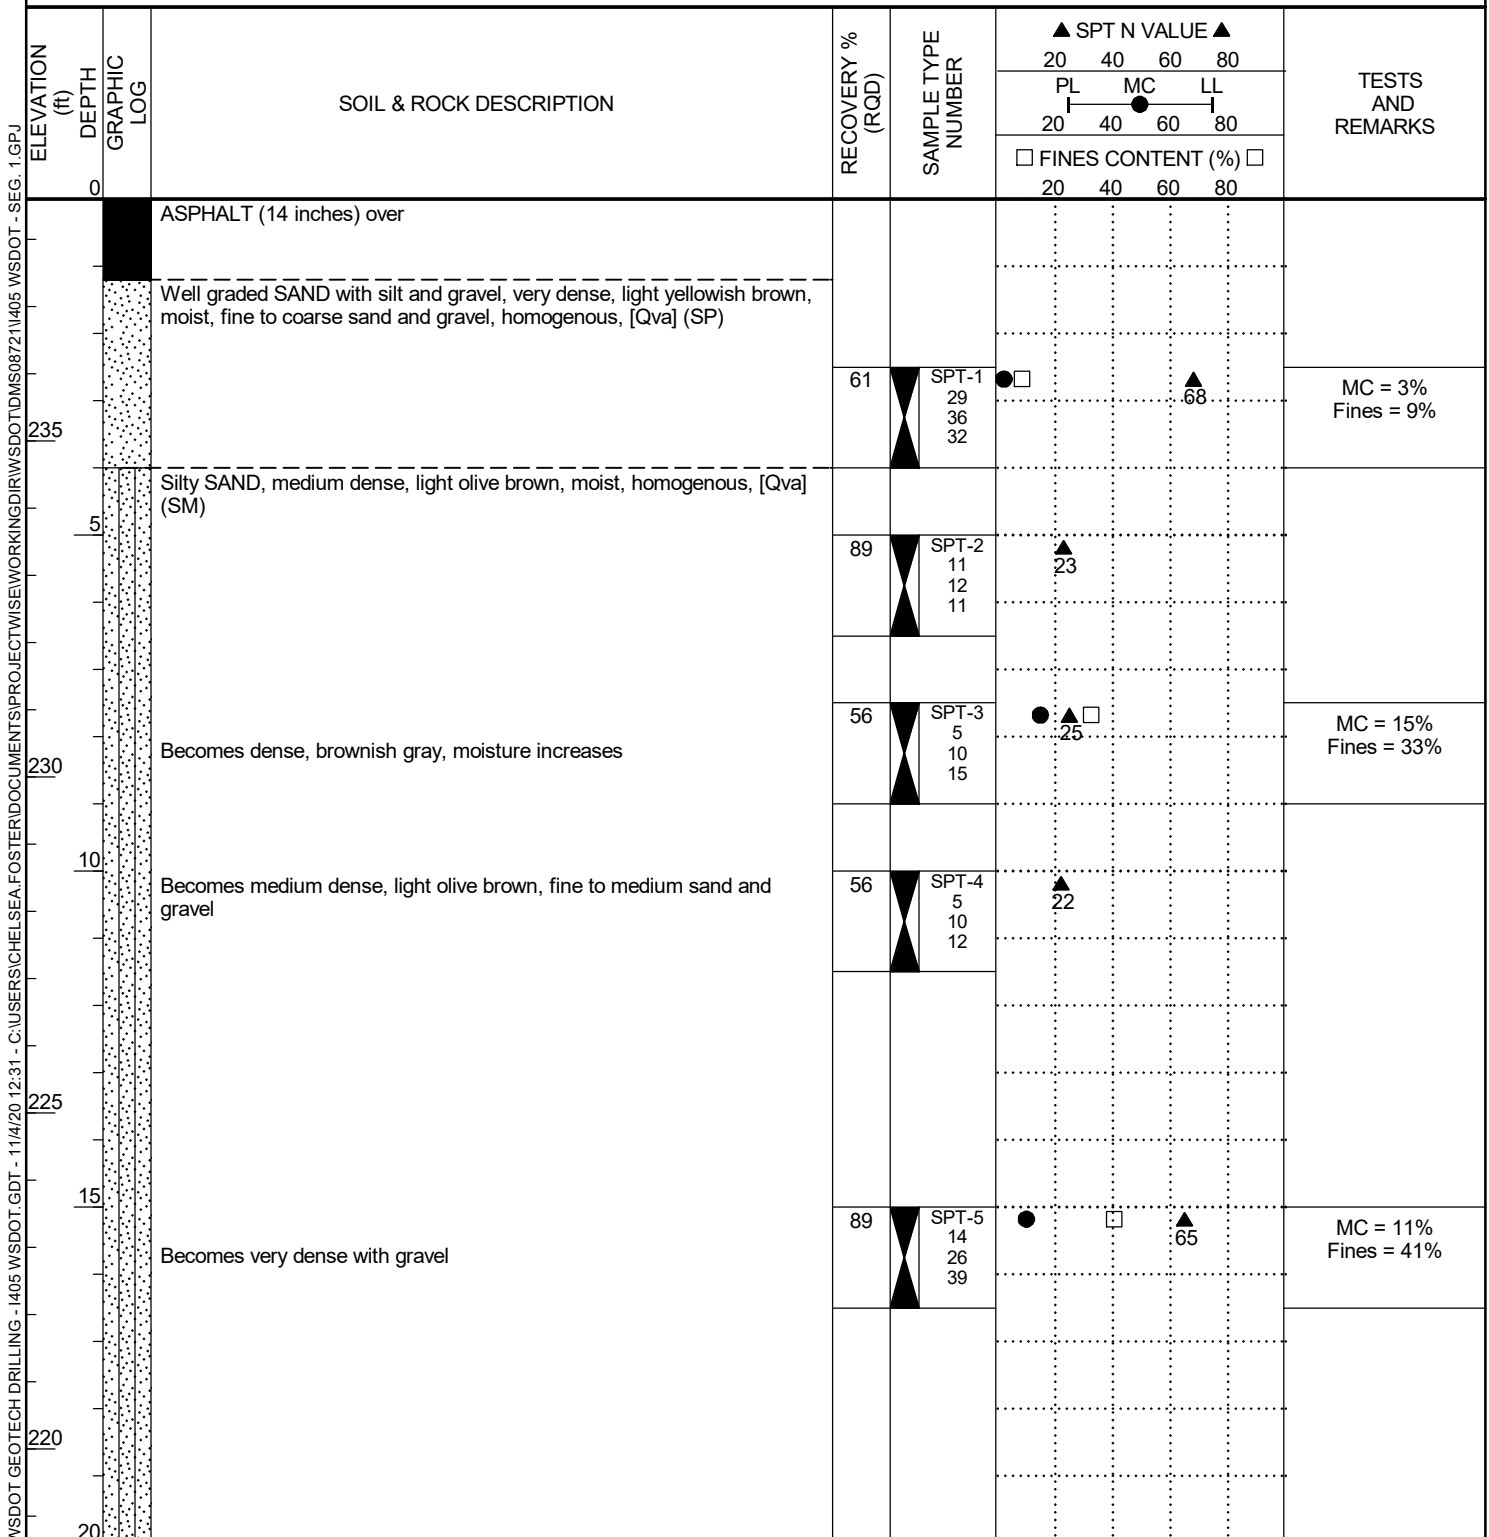 WSDOT GEOTECH DRILLING - I405 WSDOT.GDT - 11/4/20 12:31 - C:\USERS\CHELSEA.FOSTER\DOCUMENTS\PROJECTWISE\WORKINGDIR\WSDOT\DMS08721\I405 WSDOT - SEG. 1.GPJ
ELEVATION
(ft)
DEPTH
GRAPHIC
LOG
SOIL & ROCK DESCRIPTION
RECOVERY %
(RQD)
SAMPLE TYPE
NUMBER
▲ SPT N VALUE ▲
20 40 60 80
PL MC LL
20 40 60 80
□ FINES CONTENT (%) □
20 40 60 80
TESTS
AND
REMARKS
0
ASPHALT (14 inches) over
Well graded SAND with silt and gravel, very dense, light yellowish brown,
moist, fine to coarse sand and gravel, homogenous, [Qva] (SP)
61
SPT-1
29
36
32
68
MC = 3%
Fines = 9%
235
Silty SAND, medium dense, light olive brown, moist, homogenous, [Qva]
(SM)
5
89
SPT-2
11
12
11
23
56
SPT-3
5
10
15
25
MC = 15%
Fines = 33%
Becomes dense, brownish gray, moisture increases
230
10
Becomes medium dense, light olive brown, fine to medium sand and
gravel
56
SPT-4
5
10
12
22
225
15
89
SPT-5
14
26
39
65
MC = 11%
Fines = 41%
Becomes very dense with gravel
220
20